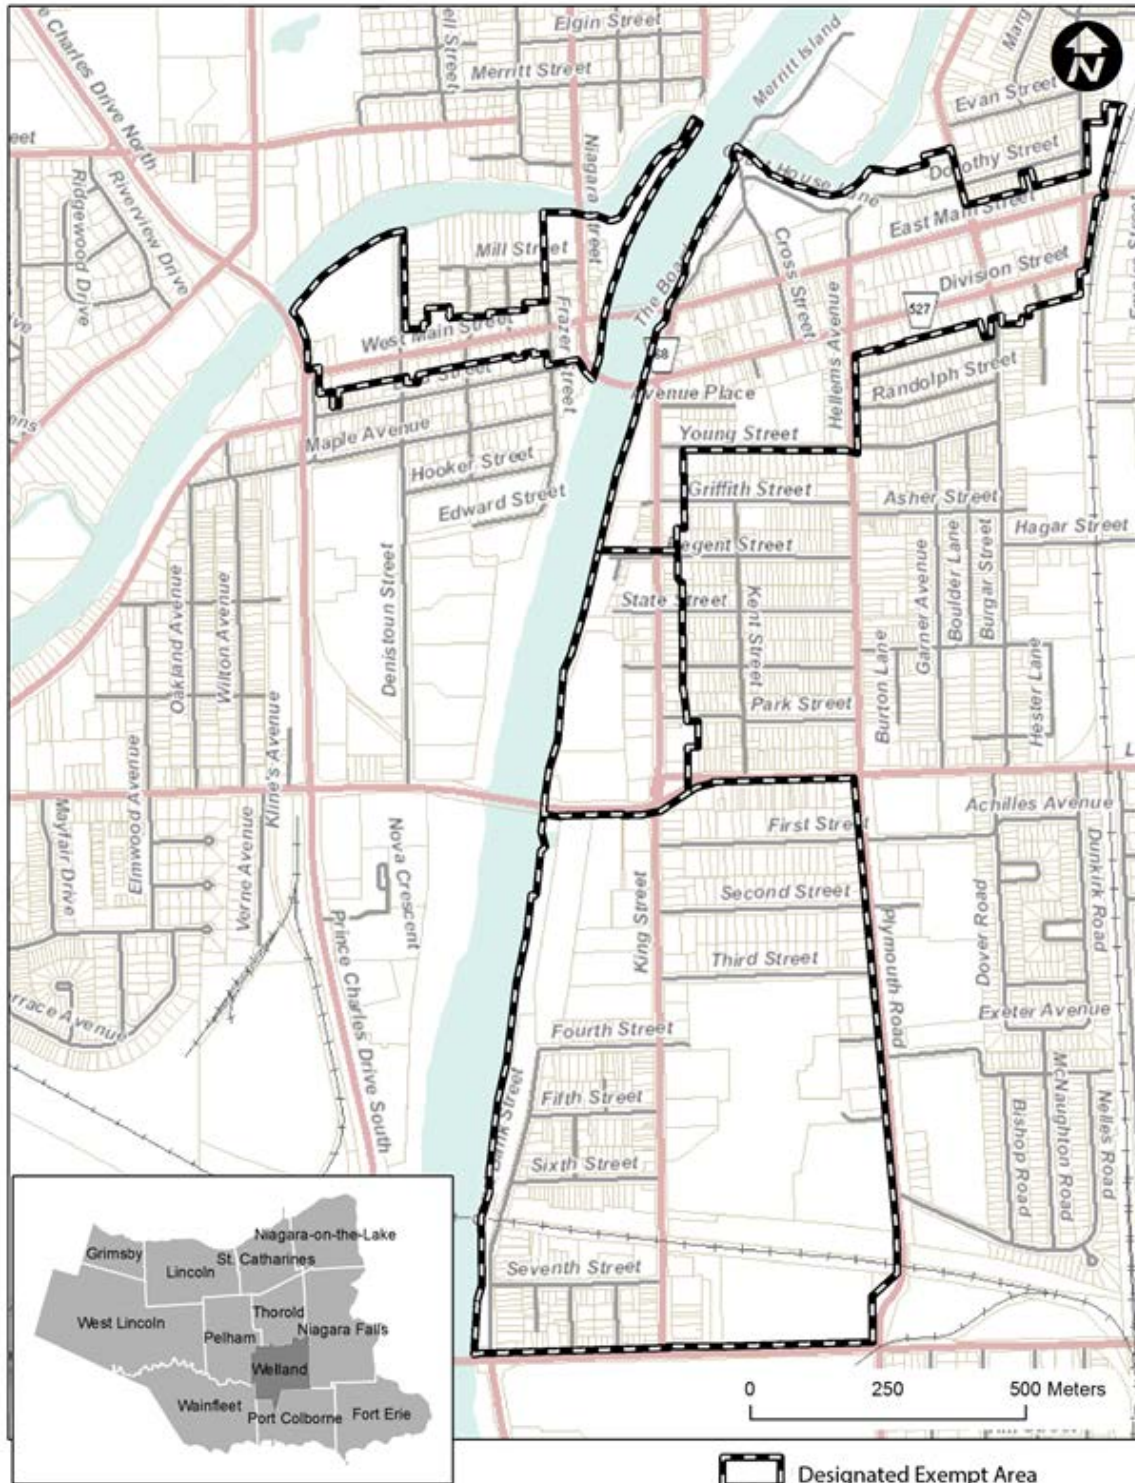 Elgin Street
Merritt Street
Merritt Island
N
Evan Street
Dorothy Street
East Main Street
Division Street
Cross Street
527
Niagara Street
Mill Street
West Main Street
Frazer Street
Street
Ridgewood Drive
Riverview Drive
Charles Drive North
Maple Avenue
Hooker Street
Edward Street
Denistoun Street
Oakland Avenue
Wilton Avenue
Avenue Place
Hellems Avenue
Randolph Street
Young Street
Griffith Street
Asher Street
Hagar Street
Regent Street
State Street
Kent Street
Park Street
Burton Lane
Garner Avenue
Boulder Lane
Burgar Street
Hester Lane
Elmwood Avenue
Kline's Avenue
Mayfair Drive
Verne Avenue
Nova Crescent
Prince Charles Drive South
King Street
First Street
Second Street
Third Street
Fourth Street
Fifth Street
Sixth Street
Seventh Street
Plymouth Road
Achilles Avenue
Dunkirk Road
Dover Road
Exeter Avenue
Bishop Road
McNaughton Road
Nelles Road
Grimsby
Lincoln
St. Catharines
Niagara-on-the-Lake
West Lincoln
Pelham
Thorold
Niagara Falls
Welland
Wainfleet
Port Colborne
Fort Erie
0 250 500 Meters
Designated Exempt Area